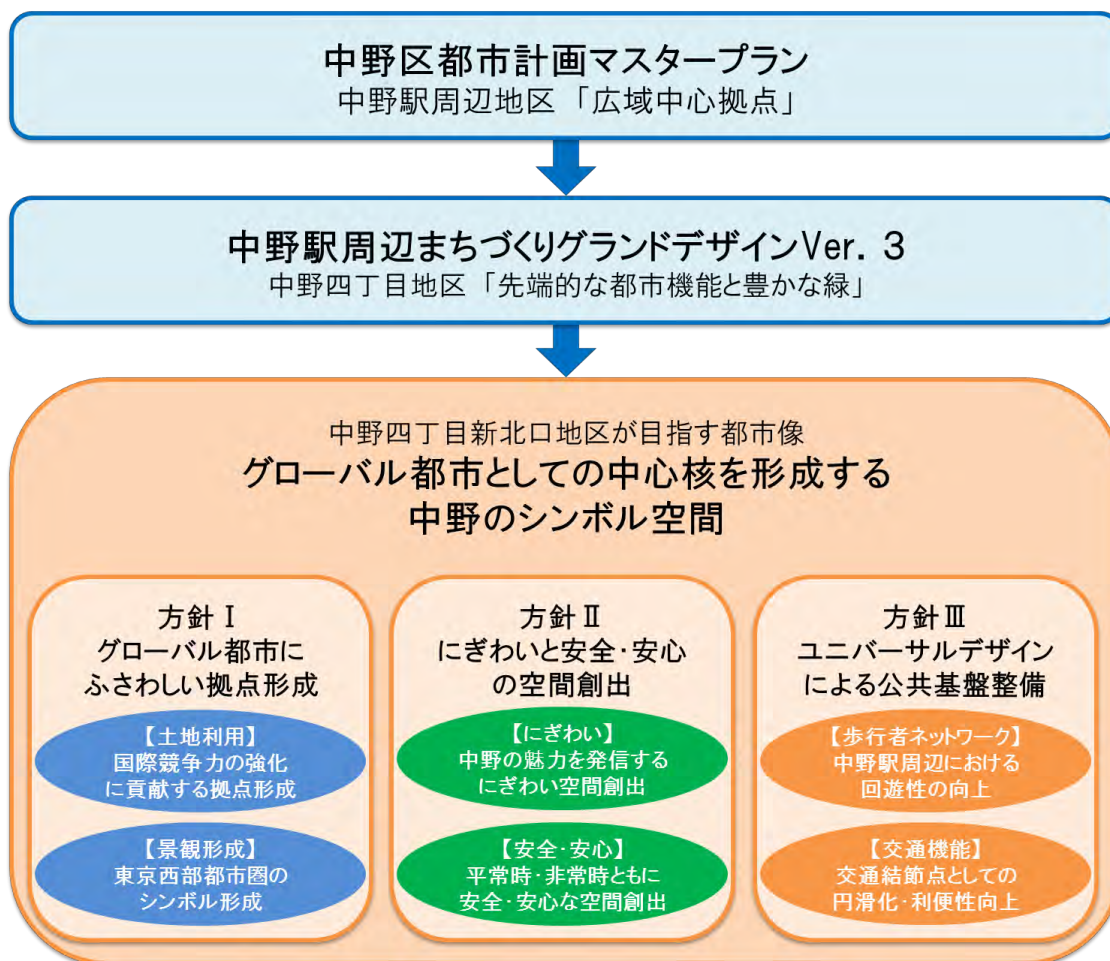 中野区都市計画マスタープラン
中野駅周辺地区「広域中心拠点」
中野駅周辺まちづくりグランドデザインVer. 3
中野四丁目地区「先端的な都市機能と豊かな緑」
中野四丁目新北口地区が目指す都市像
グローバル都市としての中心核を形成する
中野のシンボル空間
方針Ⅰ
グローバル都市に
ふさわしい拠点形成
【土地利用】
国際競争力の強化
に貢献する拠点形成
【景観形成】
東京西部都市圏の
シンボル形成
方針Ⅱ
にぎわいと安全・安心
の空間創出
【にぎわい】
中野の魅力を発信する
にぎわい空間創出
【安全・安心】
平常時・非常時ともに
安全・安心な空間創出
方針Ⅲ
ユニバーサルデザイン
による公共基盤整備
【歩行者ネットワーク】
中野駅周辺における
回遊性の向上
【交通機能】
交通結節点としての
円滑化・利便性向上